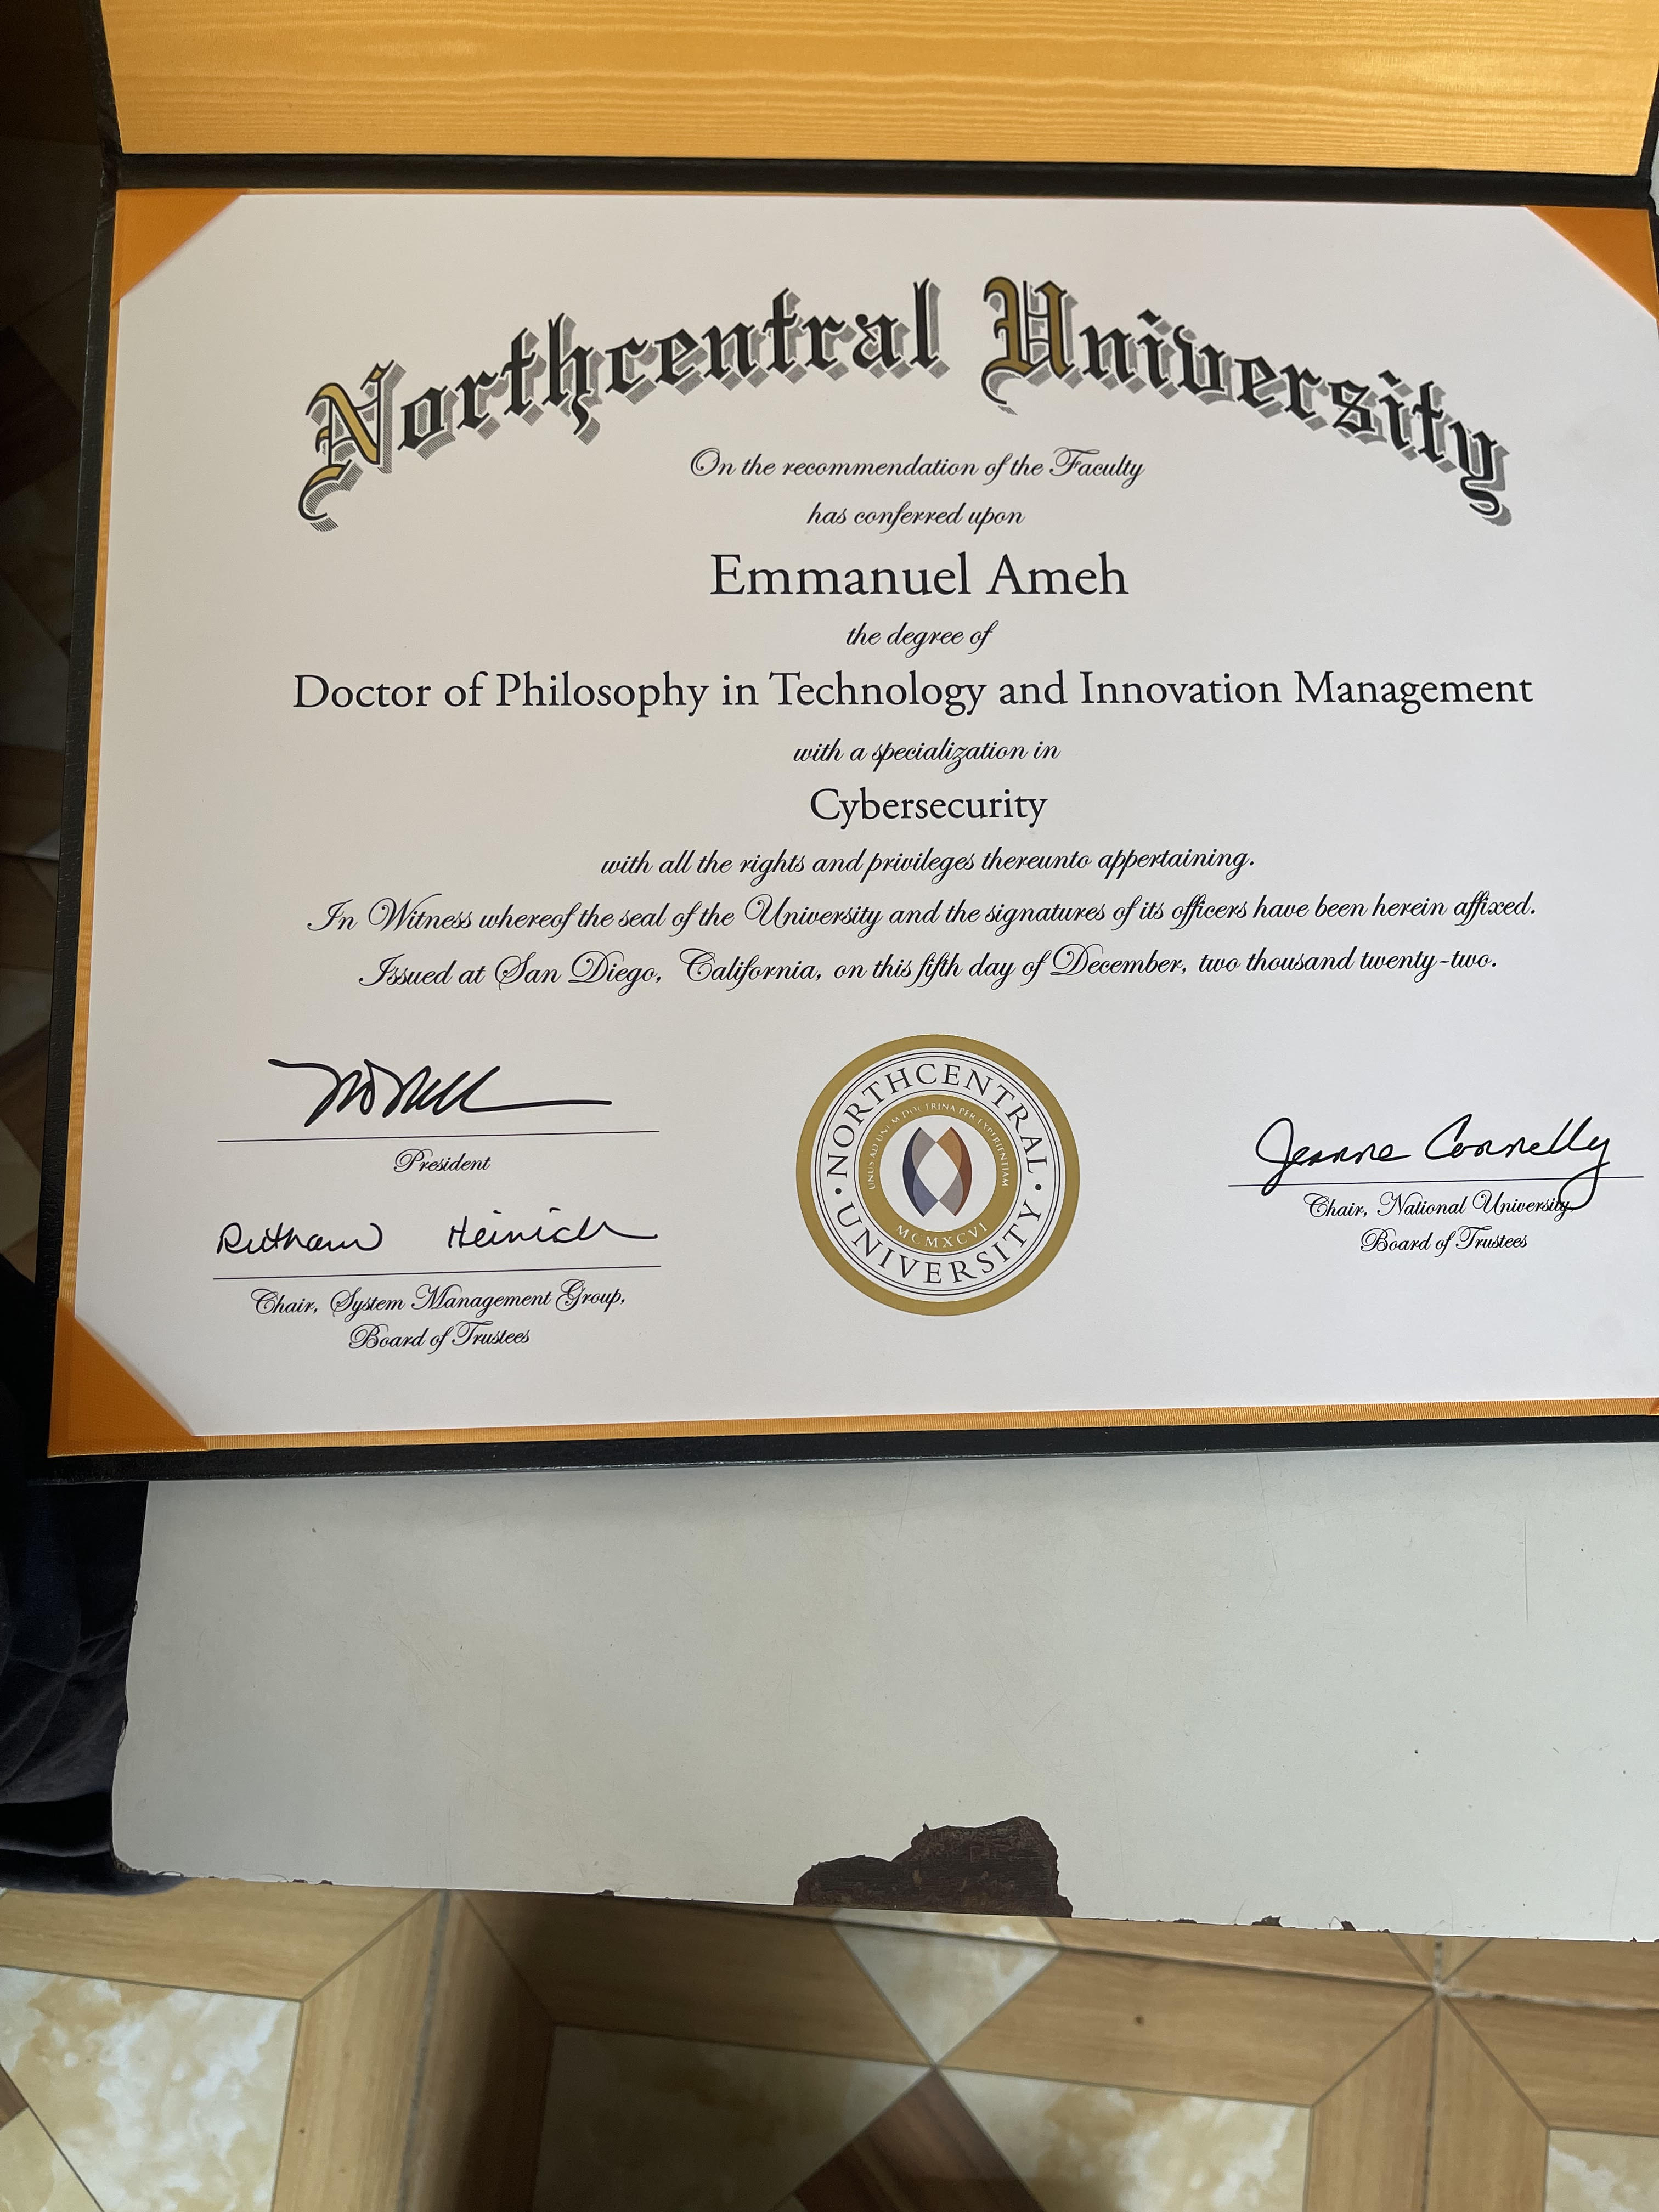 Northcentral University
On the recommendation of the Faculty
has conferred upon
Emmanuel Ameh
the degree of
Doctor of Philosophy in Technology and Innovation Management
with a specialization in
Cybersecurity
with all the rights and privileges thereunto appertaining.
In Witness whereof the seal of the University and the signatures of its officers have been herein affixed.
Issued at San Diego, California, on this fifth day of December, two thousand twenty-two.
President
Heinich
Chair, System Management Group,
Board of Trustees
NORTHCENTRAL
UNIVERSITY
UNUS AD UNUM DOCTRINA PER EXPERIENTIAM
MCMXCVI
Jeanne Connelly
Chair, National University
Board of Trustees